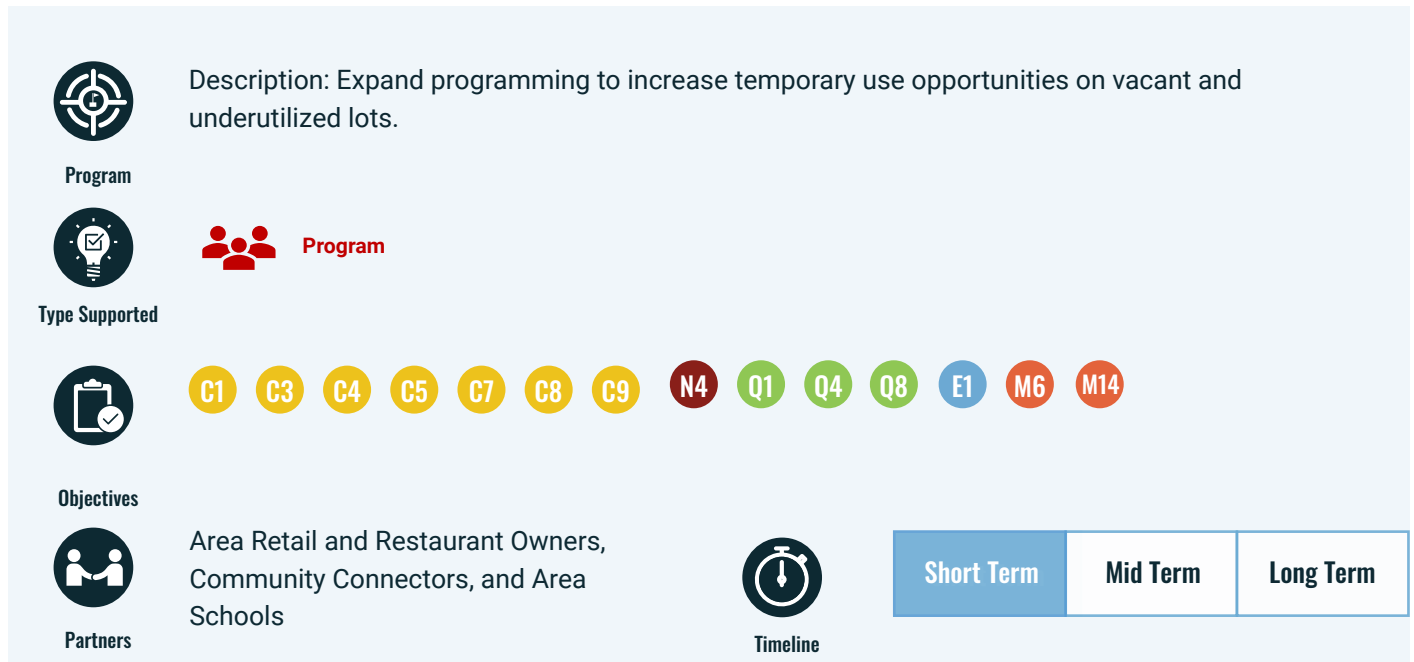 Description: Expand programming to increase temporary use opportunities on vacant and
underutilized lots.
Program
Program
Type Supported
C1 C3 C4 C5 C7 C8 C9 N4 Q1 Q4 Q8 E1 M6 M14
Objectives
Area Retail and Restaurant Owners,
Community Connectors, and Area
Schools
Partners
Timeline
Short Term Mid Term Long Term